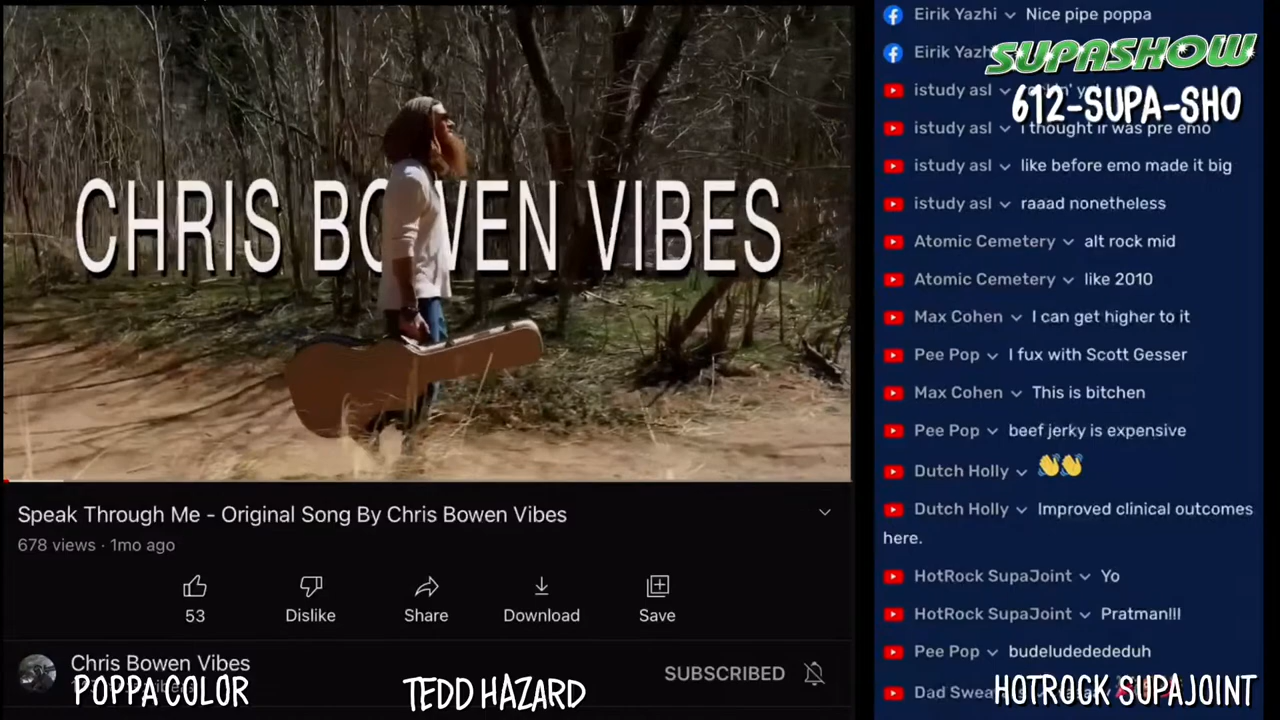 CHRIS BOWEN VIBES
Speak Through Me - Original Song By Chris Bowen Vibes
678 views · 1mo ago
53
Dislike
Share
Download
Save
Chris Bowen Vibes
SUBSCRIBED
POPPA COLOR
TEDD HAZARD
HOTROCK SUPAJOINT
SUPASHOW
612-SUPA-SHO
Eirik Yazhi Nice pipe poppa
Eirik
istudy asl
istudy asl i thought ir was pre emo
istudy asl like before emo made it big
istudy asl raaad nonetheless
Atomic Cemetery alt rock mid
Atomic Cemetery like 2010
Max Cohen I can get higher to it
Pee Pop I fux with Scott Gesser
Max Cohen This is bitchen
Pee Pop beef jerky is expensive
Dutch Holly 👏👏
Dutch Holly Improved clinical outcomes
here.
HotRock SupaJoint Yo
HotRock SupaJoint Pratman!!!
Pee Pop budeludedededuh
Dad